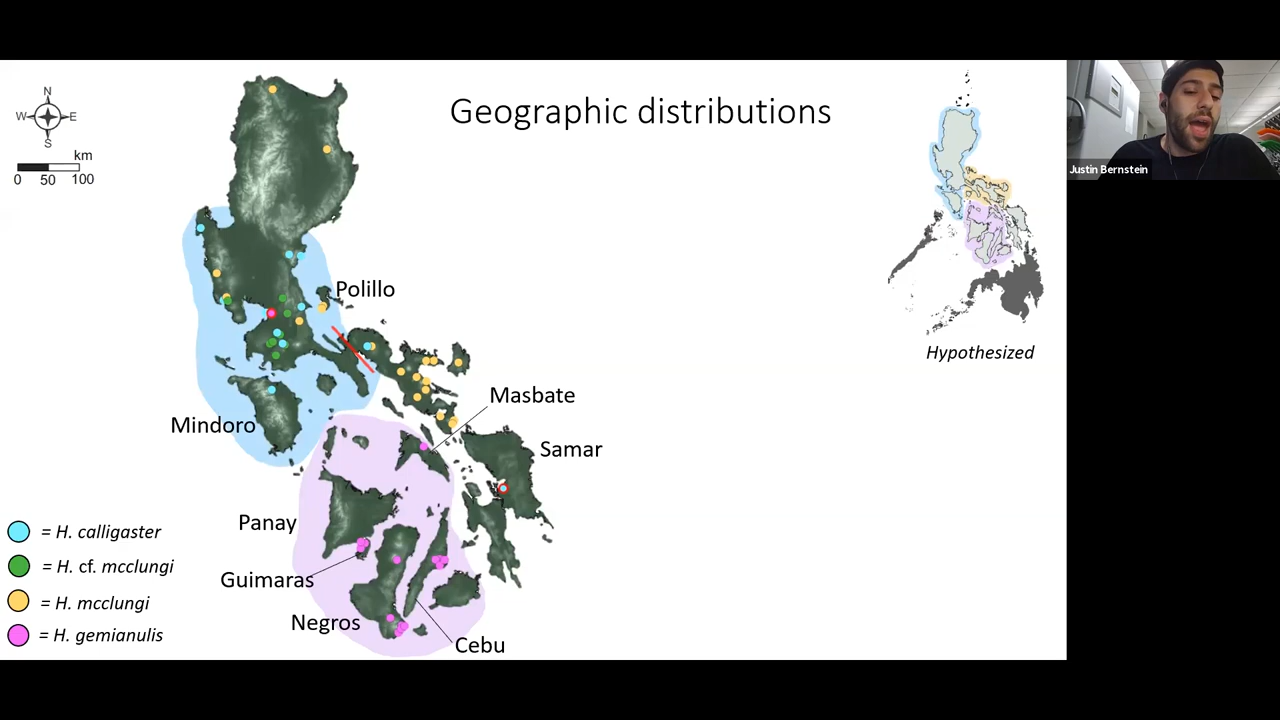 Geographic distributions
N
W E
S
km
0 50 100
Justin Bernstein
Polillo
Hypothesized
Masbate
Mindoro
Samar
Panay
Guimaras
Negros
Cebu
= H. calligaster
= H. cf. mcclungi
= H. mcclungi
= H. gemianulis